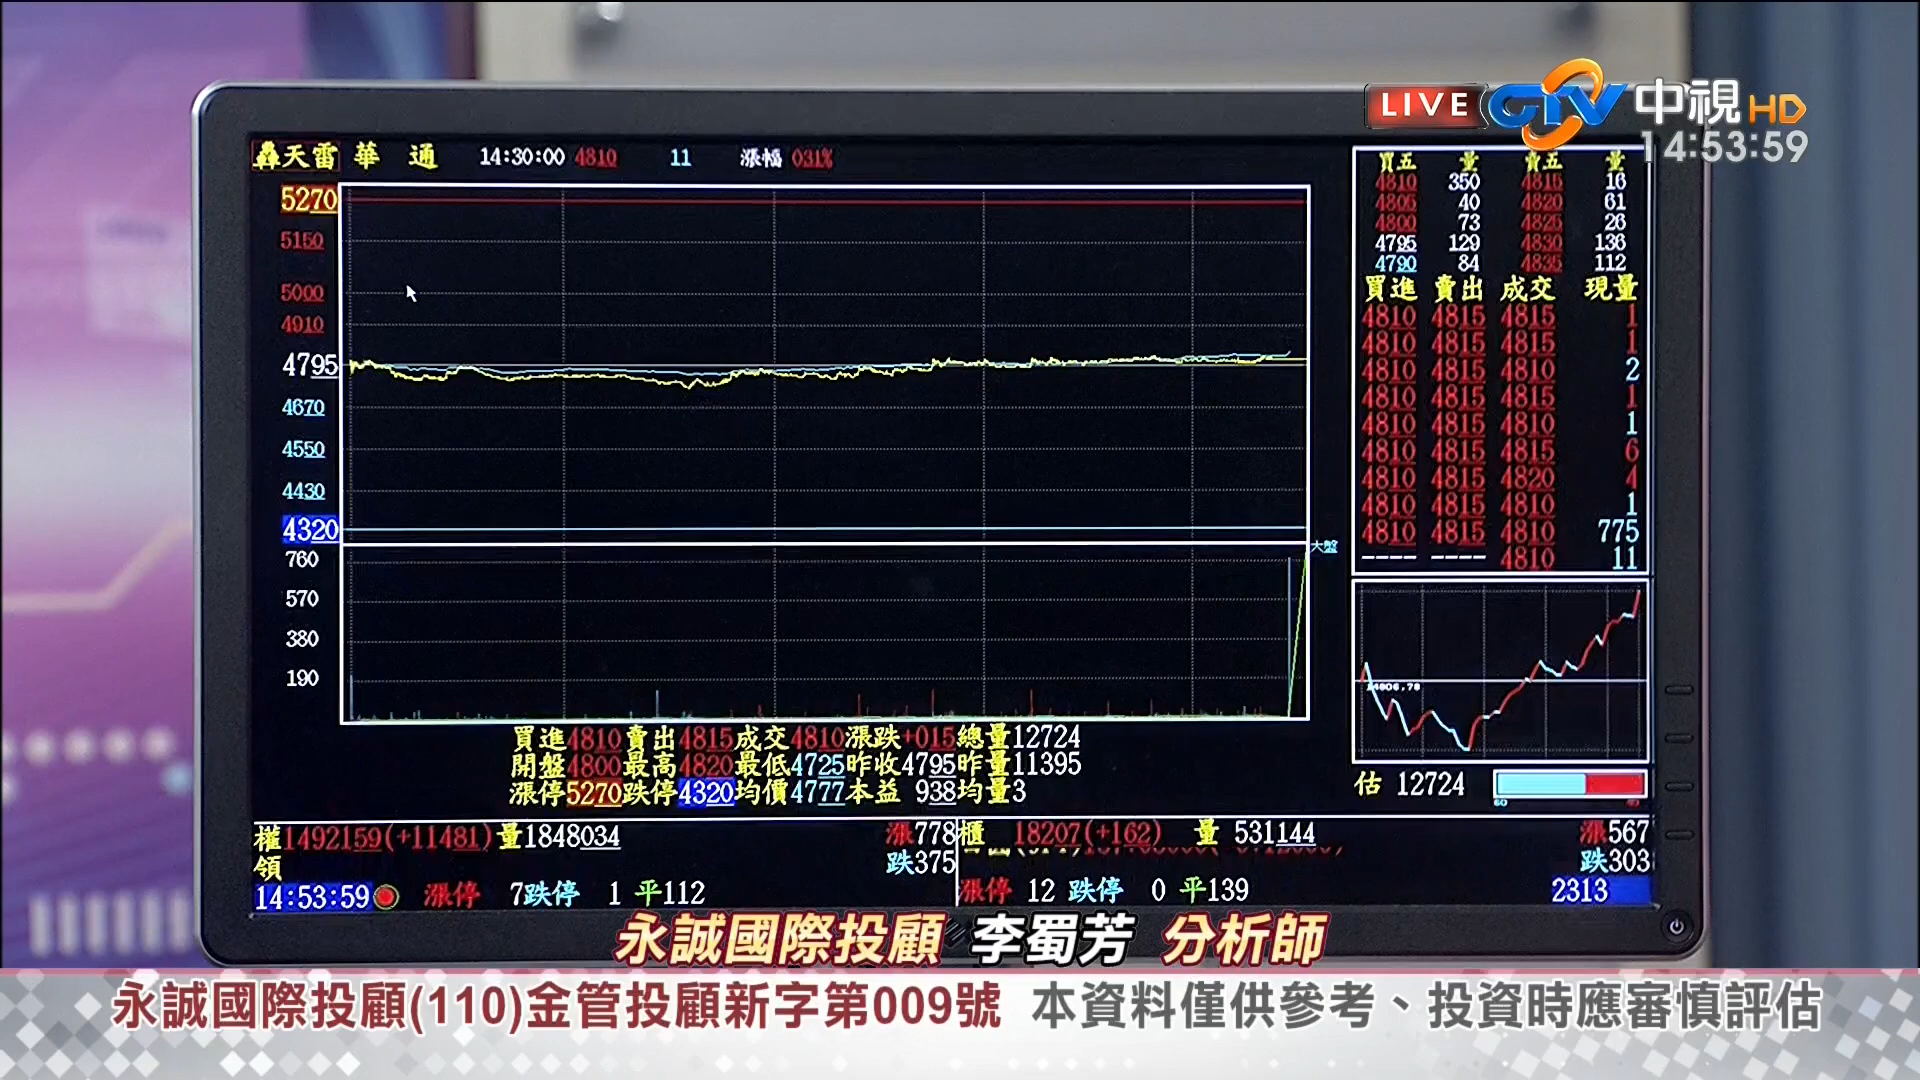 LIVE CTV 中視 HD
14:53:59
轟天雷 華 通 14:30:00 4810 11 漲幅 031%
5270
5150
5000
4910
4795
4670
4550
4430
4320
760
570
380
190
大盤
買五 量 賣五 量
4810 350 4815 16
4805 40 4820 61
4800 73 4825 26
4795 129 4830 136
4790 84 4835 112
買進 賣出 成交 現量
4810 4815 4815 1
4810 4815 4815 1
4810 4815 4810 2
4810 4815 4815 1
4810 4815 4810 1
4810 4815 4815 6
4810 4815 4820 4
4810 4815 4810 1
4810 4815 4810 775
---- ---- 4810 11
14806.78
估 12724
60 40
買進4810賣出4815成交4810漲跌+015總量12724
開盤4800最高4820最低4725昨收4795昨量11395
漲停5270跌停4320均價4777本益 938均量3
權1492159(+11481)量1848034 漲778
領 跌375
14:53:59 漲停 7跌停 1 平112
櫃 18207(+162) 量 531144 漲567
跌303
漲停 12 跌停 0 平139 2313
永誠國際投顧 李蜀芳 分析師
永誠國際投顧(110)金管投顧新字第009號 本資料僅供參考、投資時應審慎評估